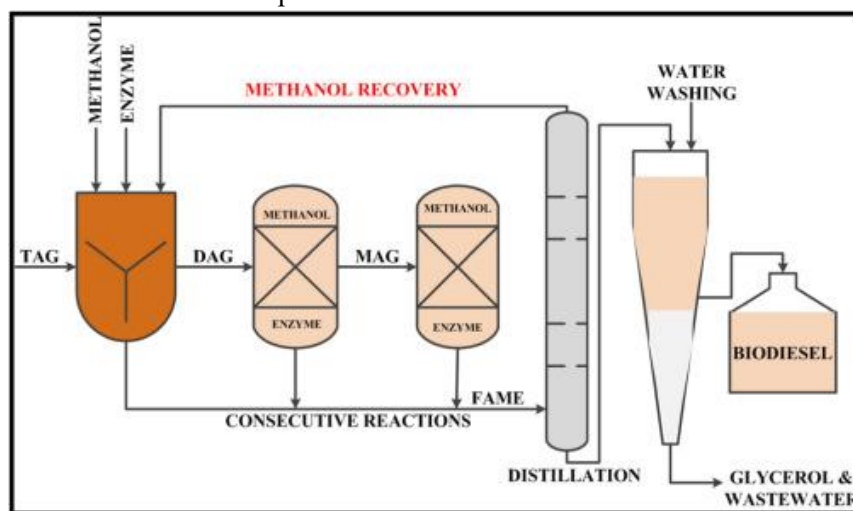 METHANOL
ENZYME
METHANOL RECOVERY
WATER
WASHING
TAG
DAG
MAG
METHANOL
ENZYME
METHANOL
ENZYME
FAME
CONSECUTIVE REACTIONS
DISTILLATION
BIODIESEL
GLYCEROL &
WASTEWATER